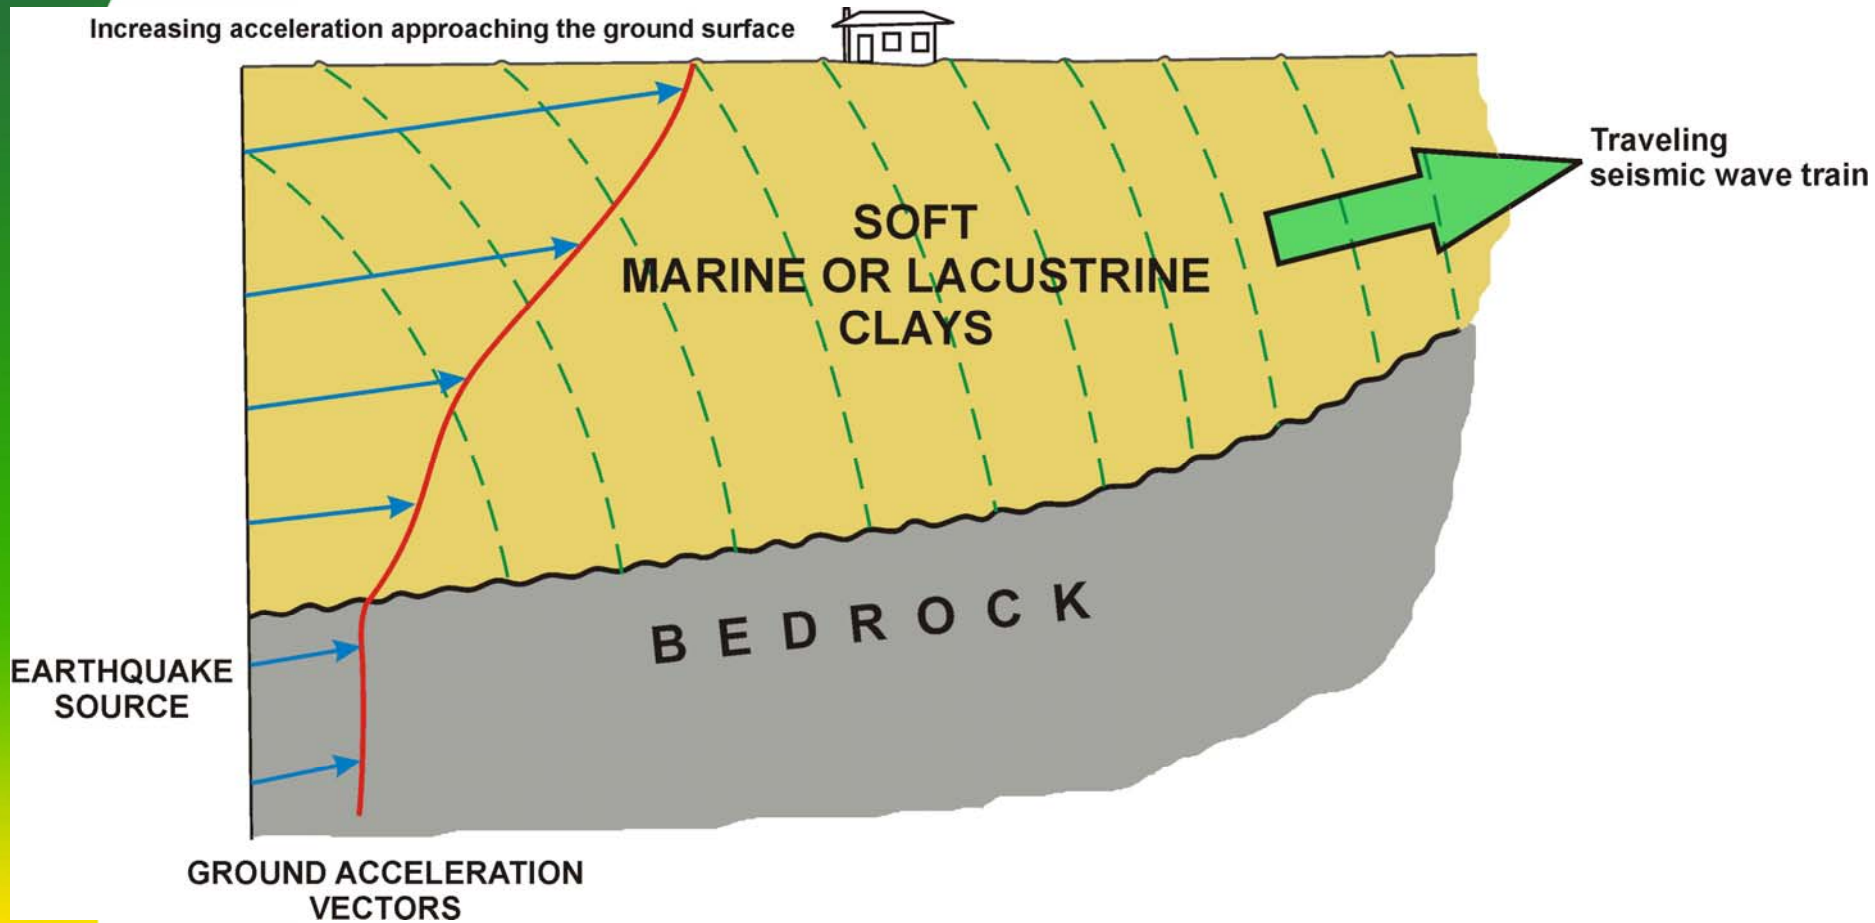 Increasing acceleration approaching the ground surface
Traveling
seismic wave train
SOFT
MARINE OR LACUSTRINE
CLAYS
BEDROCK
EARTHQUAKE
SOURCE
GROUND ACCELERATION
VECTORS